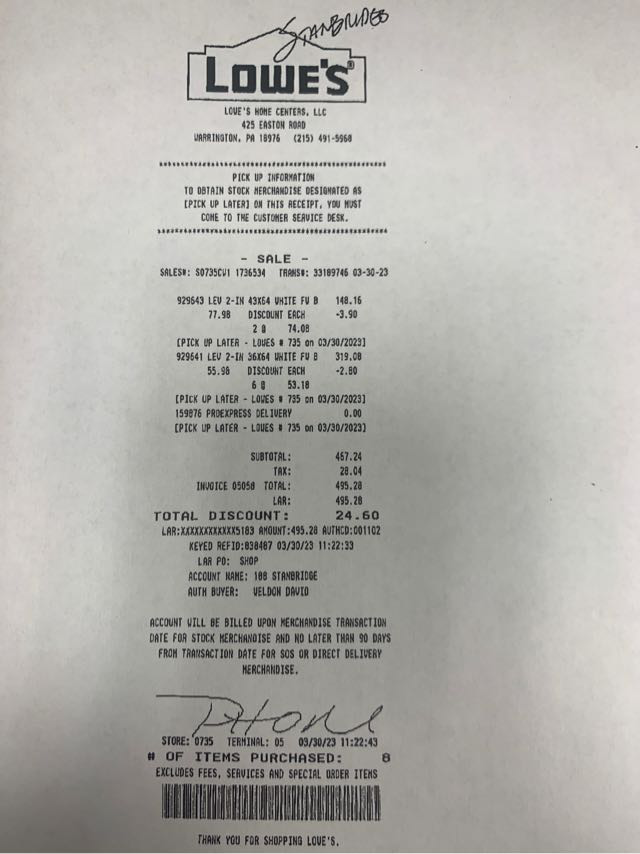 STANBRIDGE
LOWE'S®
LOWE'S HOME CENTERS, LLC
425 EASTON ROAD
WARRINGTON, PA 18976 (215) 491-5968
PICK UP INFORMATION
TO OBTAIN STOCK MERCHANDISE DESIGNATED AS
[PICK UP LATER] ON THIS RECEIPT, YOU MUST
COME TO THE CUSTOMER SERVICE DESK.
- SALE -
SALES#: S0735CW1 1736534 TRANS#: 33189746 03-30-23
929643 LEV 2-IN 43X64 WHITE FU B 148.16
77.98 DISCOUNT EACH -3.90
2 @ 74.08
[PICK UP LATER - LOWES # 735 on 03/30/2023]
929641 LEV 2-IN 36X64 WHITE FU B 319.08
55.98 DISCOUNT EACH -2.80
6 @ 53.18
[PICK UP LATER - LOWES # 735 on 03/30/2023]
159876 PROEXPRESS DELIVERY 0.00
[PICK UP LATER - LOWES # 735 on 03/30/2023]
SUBTOTAL: 467.24
TAX: 28.04
INVOICE 05058 TOTAL: 495.28
LAR: 495.28
TOTAL DISCOUNT: 24.60
LAR:XXXXXXXXXXXX5183 AMOUNT:495.28 AUTHCD:001102
KEYED REFID:838487 03/30/23 11:22:33
LAR PO: SHOP
ACCOUNT NAME: 188 STANBRIDGE
AUTH BUYER: WELDON DAVID
ACCOUNT WILL BE BILLED UPON MERCHANDISE TRANSACTION
DATE FOR STOCK MERCHANDISE AND NO LATER THAN 90 DAYS
FROM TRANSACTION DATE FOR SOS OR DIRECT DELIVERY
MERCHANDISE.
STORE: 0735 TERMINAL: 05 03/30/23 11:22:43
# OF ITEMS PURCHASED: 8
EXCLUDES FEES, SERVICES AND SPECIAL ORDER ITEMS
THANK YOU FOR SHOPPING LOWE'S.